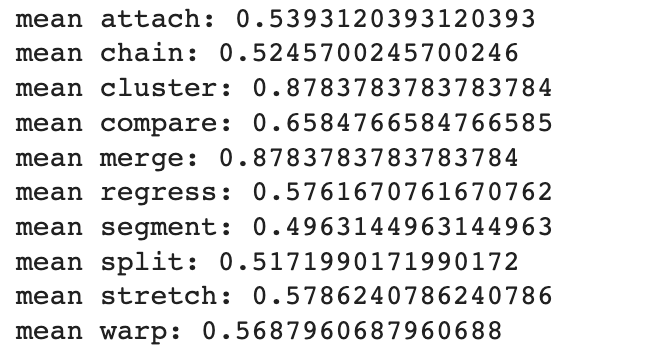 mean attach: 0.5393120393120393
mean chain: 0.5245700245700246
mean cluster: 0.8783783783783784
mean compare: 0.6584766584766585
mean merge: 0.8783783783783784
mean regress: 0.5761670761670762
mean segment: 0.4963144963144963
mean split: 0.5171990171990172
mean stretch: 0.5786240786240786
mean warp: 0.5687960687960688